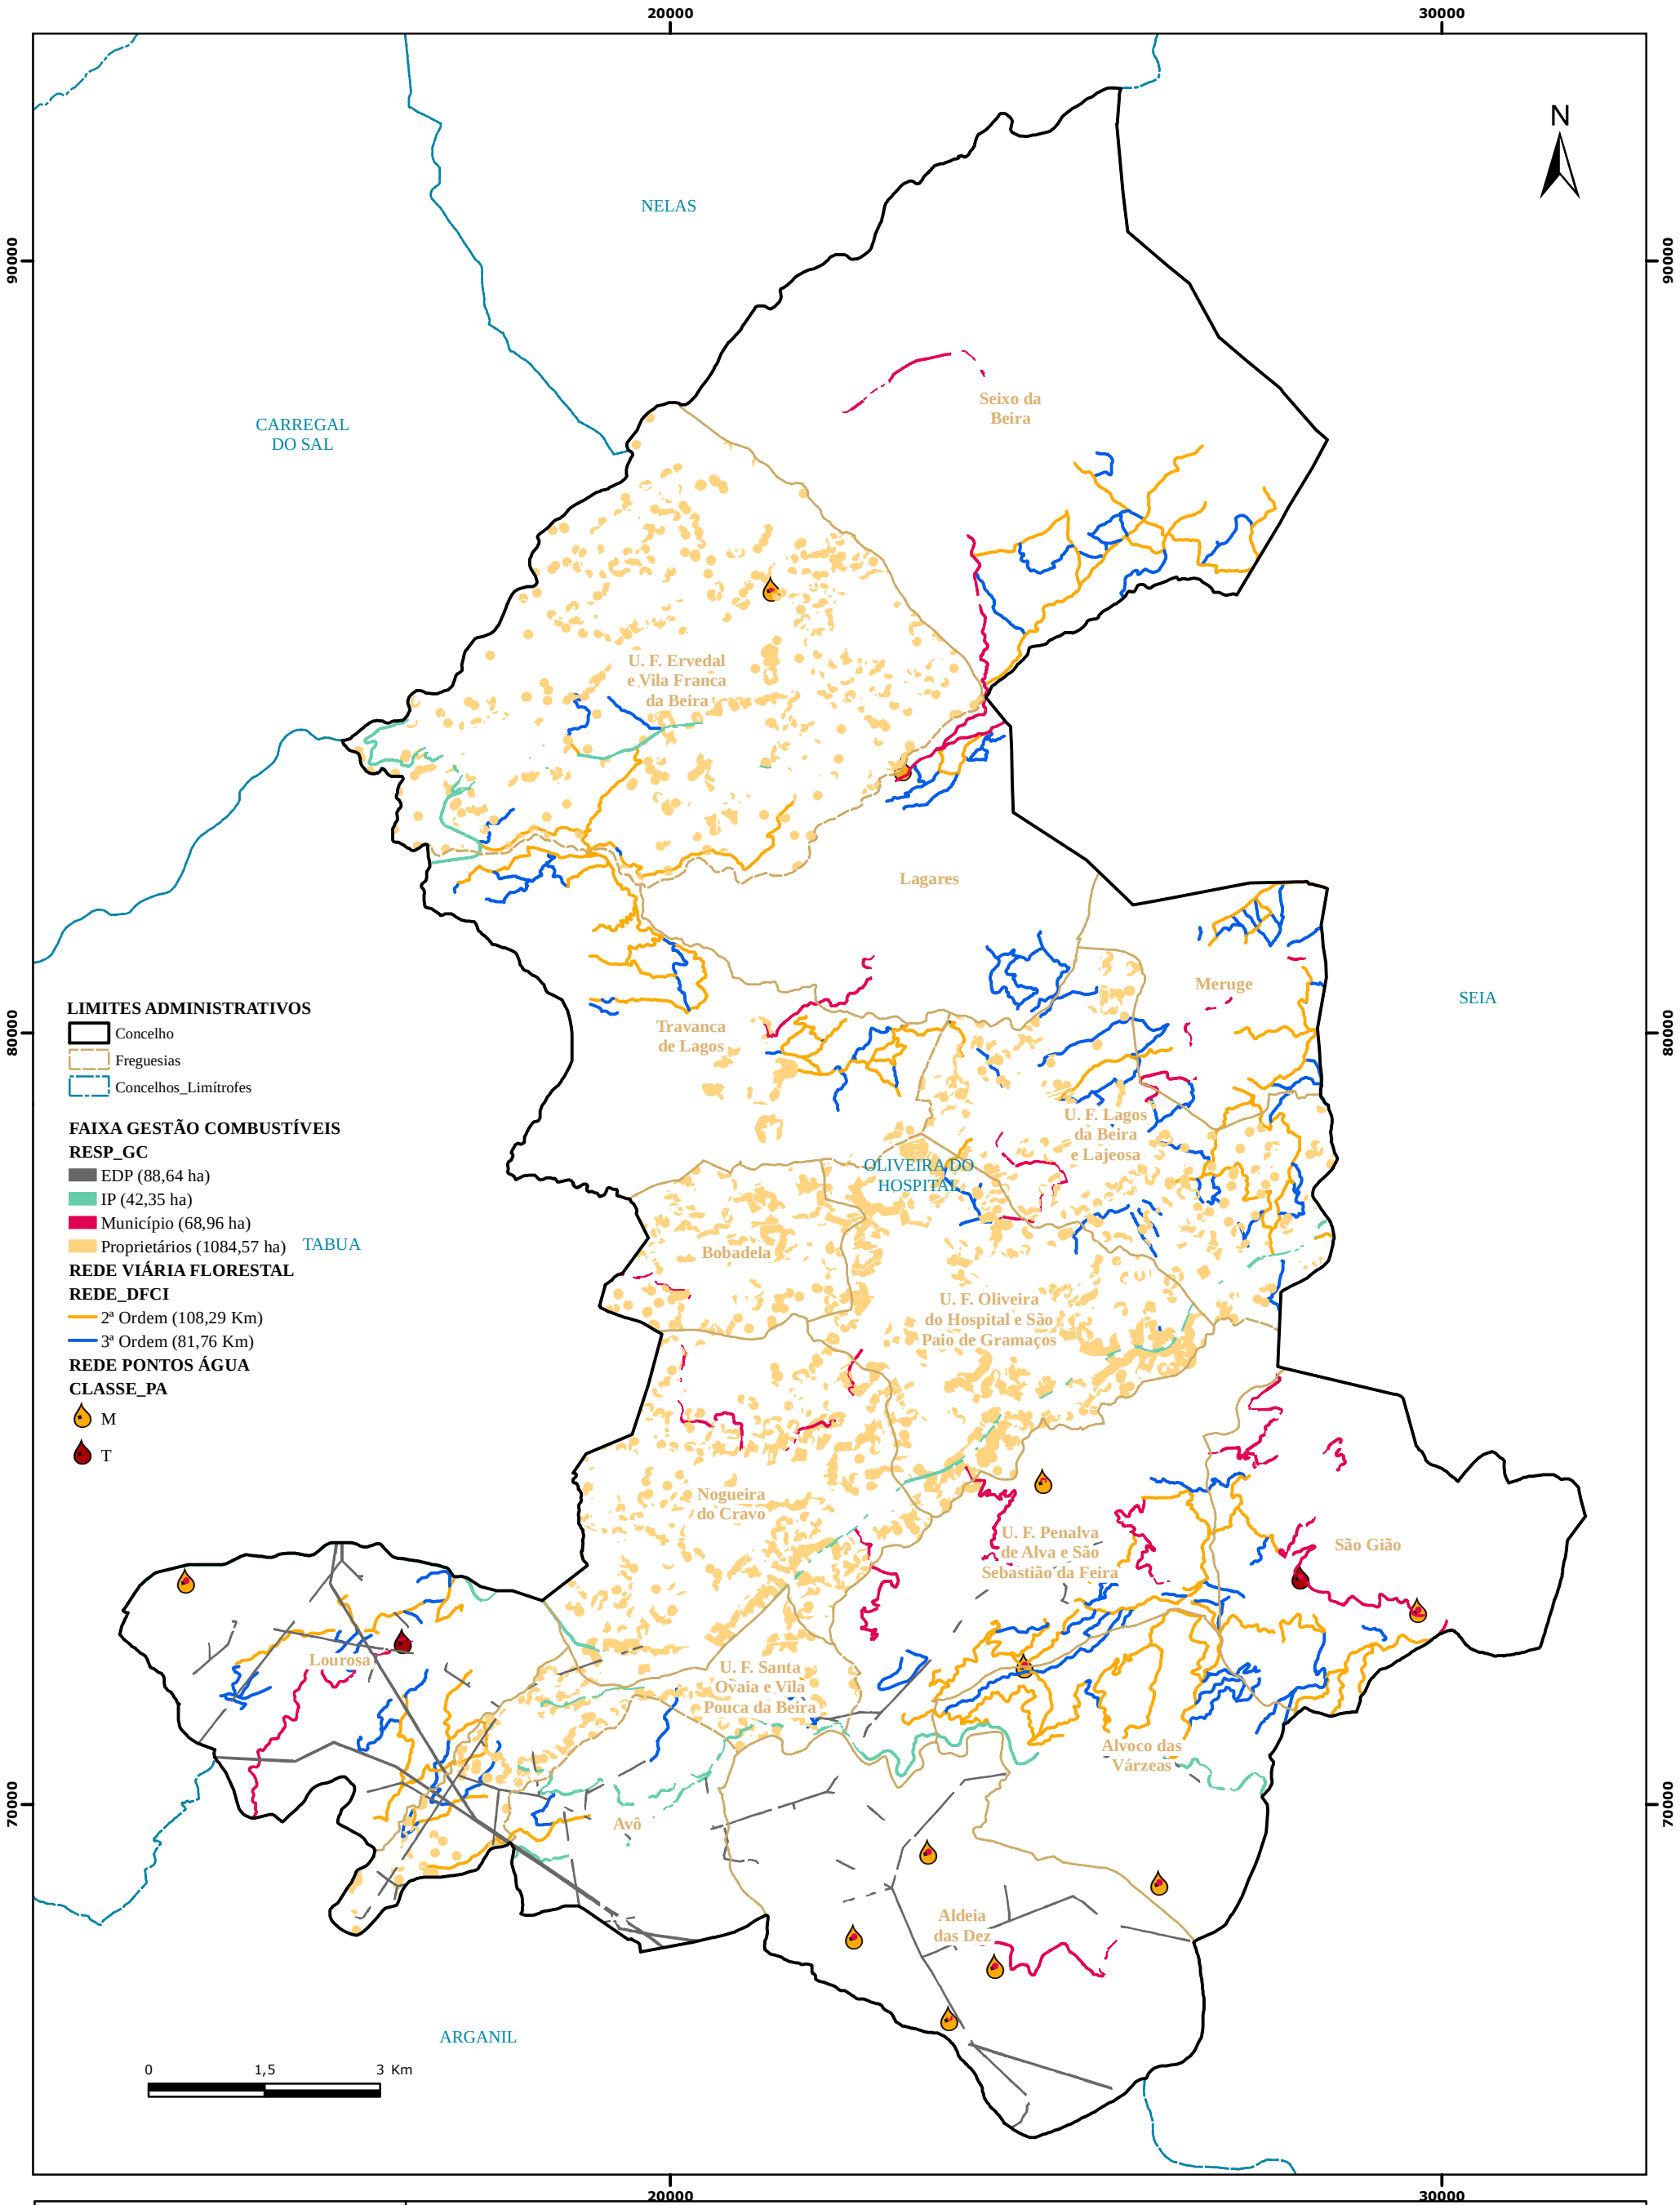 20000
30000
N
NELAS
90000
90000
Seixo da
Beira
CARREGAL
DO SAL
U. F. Ervedal
e Vila Franca
da Beira
Lagares
Meruge
SEIA
LIMITES ADMINISTRATIVOS
Concelho
Freguesias
Concelhos_Limítrofes
80000
80000
Travanca
de Lagos
U. F. Lagos
da Beira
e Lajeosa
FAIXA GESTÃO COMBUSTÍVEIS
RESP_GC
EDP (88,64 ha)
IP (42,35 ha)
Município (68,96 ha)
Proprietários (1084,57 ha)
TABUA
OLIVEIRA DO
HOSPITAL
Bobadela
REDE VIÁRIA FLORESTAL
REDE_DFCI
2ª Ordem (108,29 Km)
3ª Ordem (81,76 Km)
REDE PONTOS ÁGUA
CLASSE_PA
M
T
U. F. Oliveira
do Hospital e São
Paio de Gramaços
Nogueira
do Cravo
U. F. Penalva
de Alva e São
Sebastião da Feira
São Gião
Lourosa
U. F. Santa
Ovaia e Vila
Pouca da Beira
Alvoco das
Várzeas
70000
70000
Avô
Aldeia
das Dez
ARGANIL
0 1,5 3 Km
20000
30000